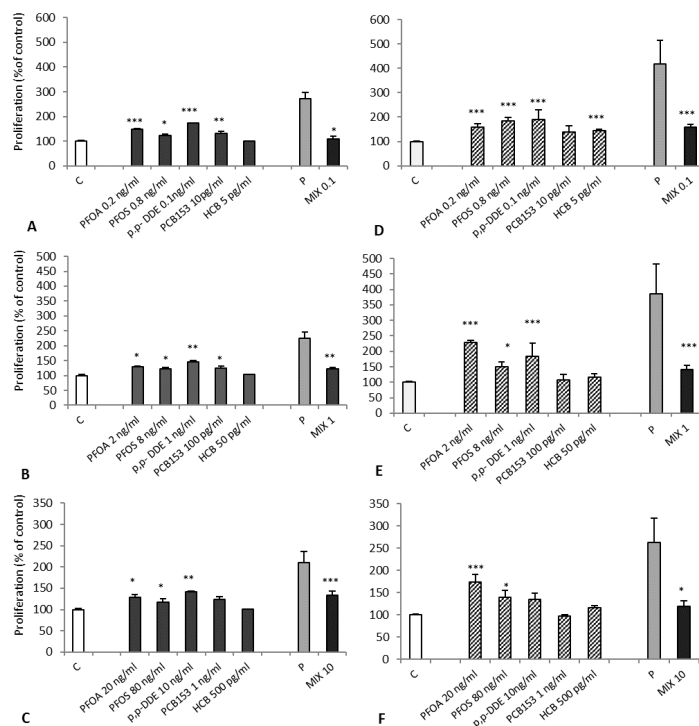 Proliferation (% of control)
600
500
400
300
200
100
0
*** * *** ** *
C PFOA 0.2 ng/ml PFOS 0.8 ng/ml p.p- DDE 0.1ng/ml PCB153 10pg/ml HCB 5 pg/ml P MIX 0.1
A
Proliferation (% of control)
600
500
400
300
200
100
0
*** *** *** *** ***
C PFOA 0.2 ng/ml PFOS 0.8 ng/ml p,p-DDE 0.1 ng/ml PCB153 10 pg/ml HCB 5 pg/ml P MIX 0.1
D
Proliferation (% of control)
500
450
400
350
300
250
200
150
100
50
0
* * ** * **
C PFOA 2 ng/ml PFOS 8 ng/ml p,p- DDE 1 ng/ml PCB153 100 pg/ml HCB 50 pg/ml P MIX 1
B
500
450
400
350
300
250
200
150
100
50
0
*** * *** ***
C PFOA 2 ng/ml PFOS 8 ng/ml p,p- DDE 1 ng/ml PCB153 100 pg/ml HCB 50 pg/ml P MIX 1
E
Proliferation (% of control)
350
300
250
200
150
100
50
0
* * ** ***
C PFOA 20 ng/ml PFOS 80 ng/ml p,p-DDE 10 ng/ml PCB153 1 ng/ml HCB 500 pg/ml P MIX 10
C
350
300
250
200
150
100
50
0
*** * *
C PFOA 20 ng/ml PFOS 80 ng/ml p,p-DDE 10ng/ml PCB153 1 ng/ml HCB 500 pg/ml P MIX 10
F